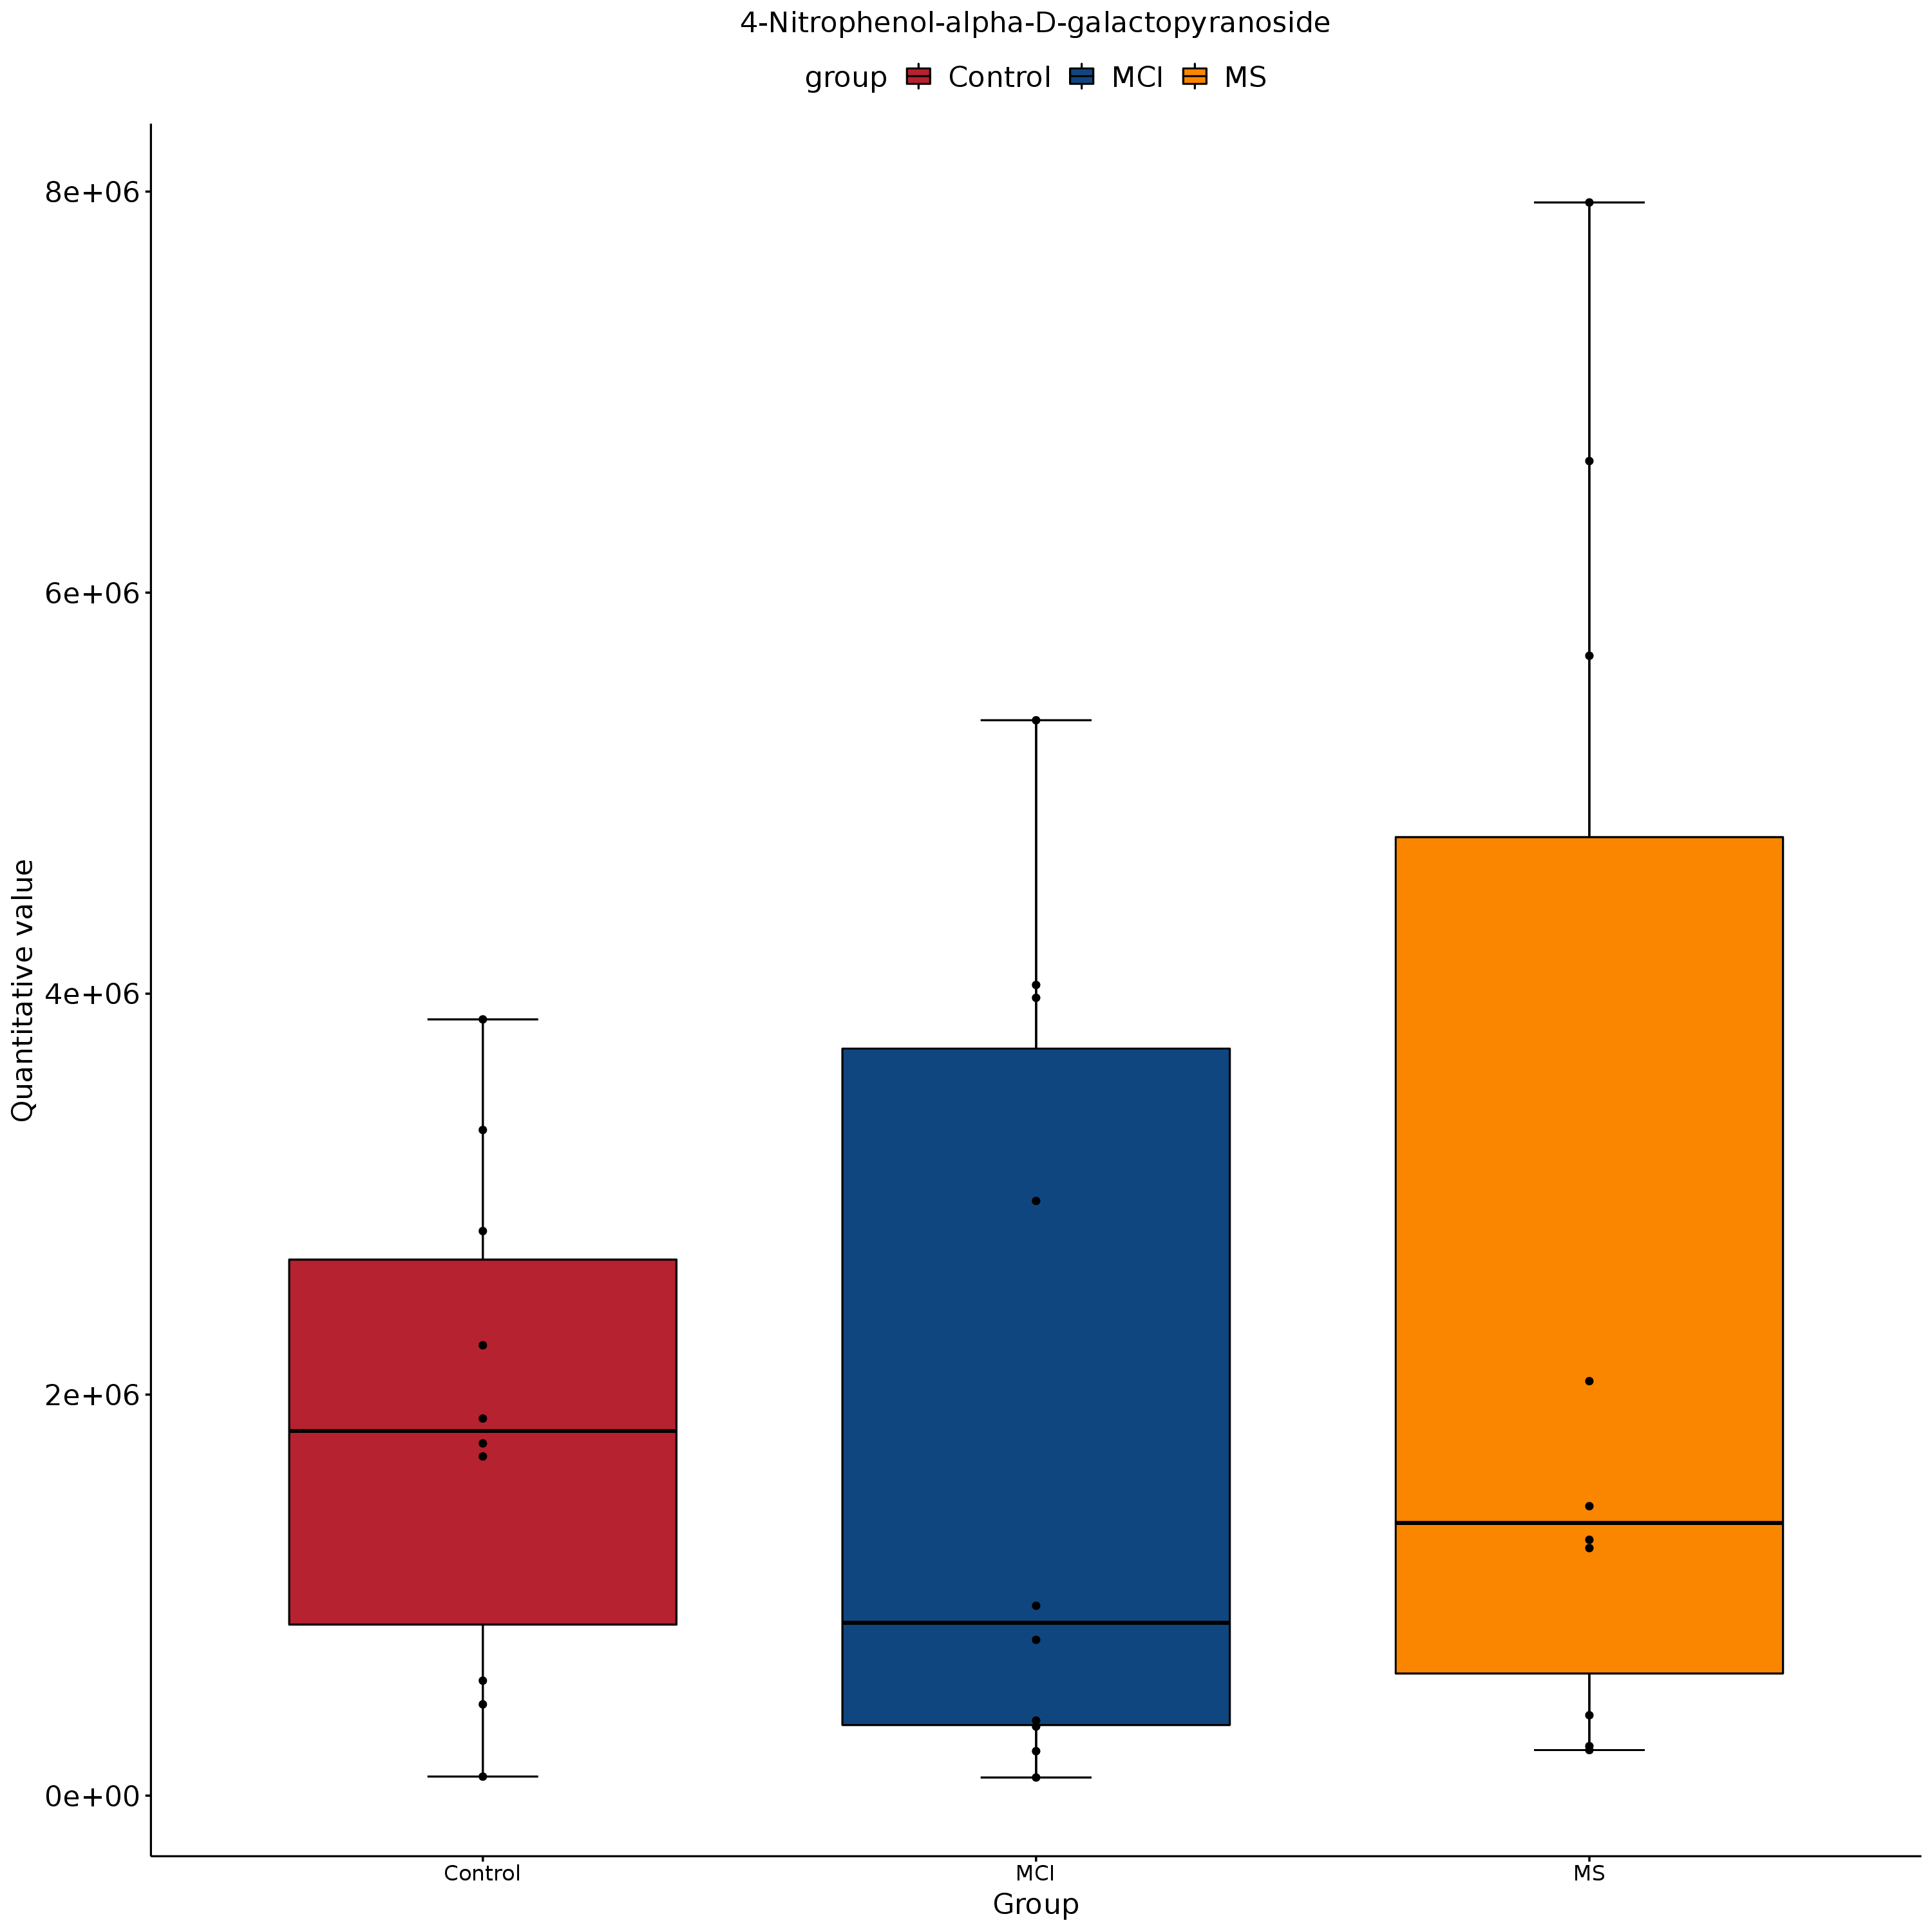 4-Nitrophenol-alpha-D-galactopyranoside
group Control MCI MS
8e+06
6e+06
4e+06
2e+06
0e+00
Quantitative value
Control MCI MS
Group